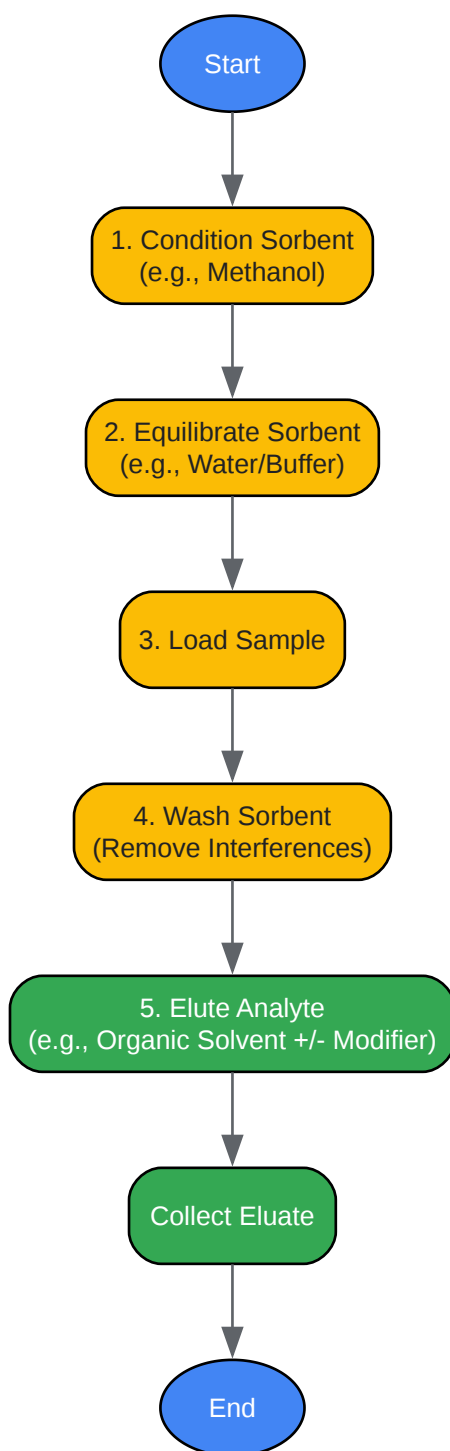 Start
1. Condition Sorbent
(e.g., Methanol)
2. Equilibrate Sorbent
(e.g., Water/Buffer)
3. Load Sample
4. Wash Sorbent
(Remove Interferences)
5. Elute Analyte
(e.g., Organic Solvent +/- Modifier)
Collect Eluate
End